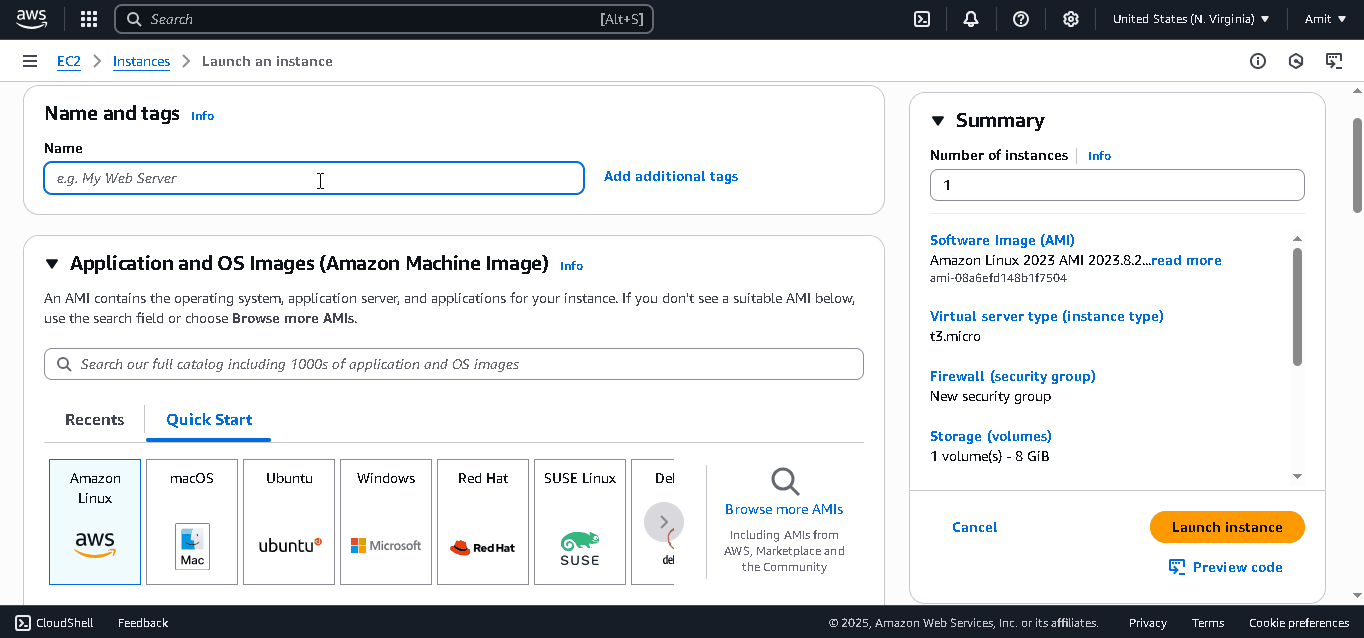 aws
Search
[Alt+S]
United States (N. Virginia) ▼
Amit ▼
EC2 > Instances > Launch an instance
Name and tags Info
Name
e.g. My Web Server
Add additional tags
▼ Application and OS Images (Amazon Machine Image) Info
An AMI contains the operating system, application server, and applications for your instance. If you don't see a suitable AMI below,
use the search field or choose Browse more AMIs.
Search our full catalog including 1000s of application and OS images
Recents
Quick Start
Amazon
Linux
aws
macOS
Mac
Ubuntu
ubuntu
Windows
Microsoft
Red Hat
Red Hat
SUSE Linux
SUSE
Del
del
Browse more AMIs
Including AMIs from
AWS, Marketplace and
the Community
▼ Summary
Number of instances Info
1
Software Image (AMI)
Amazon Linux 2023 AMI 2023.8.2...read more
ami-08a6efd148b1f7504
Virtual server type (instance type)
t3.micro
Firewall (security group)
New security group
Storage (volumes)
1 volume(s) - 8 GiB
Cancel
Launch instance
Preview code
CloudShell
Feedback
© 2025, Amazon Web Services, Inc. or its affiliates.
Privacy
Terms
Cookie preferences